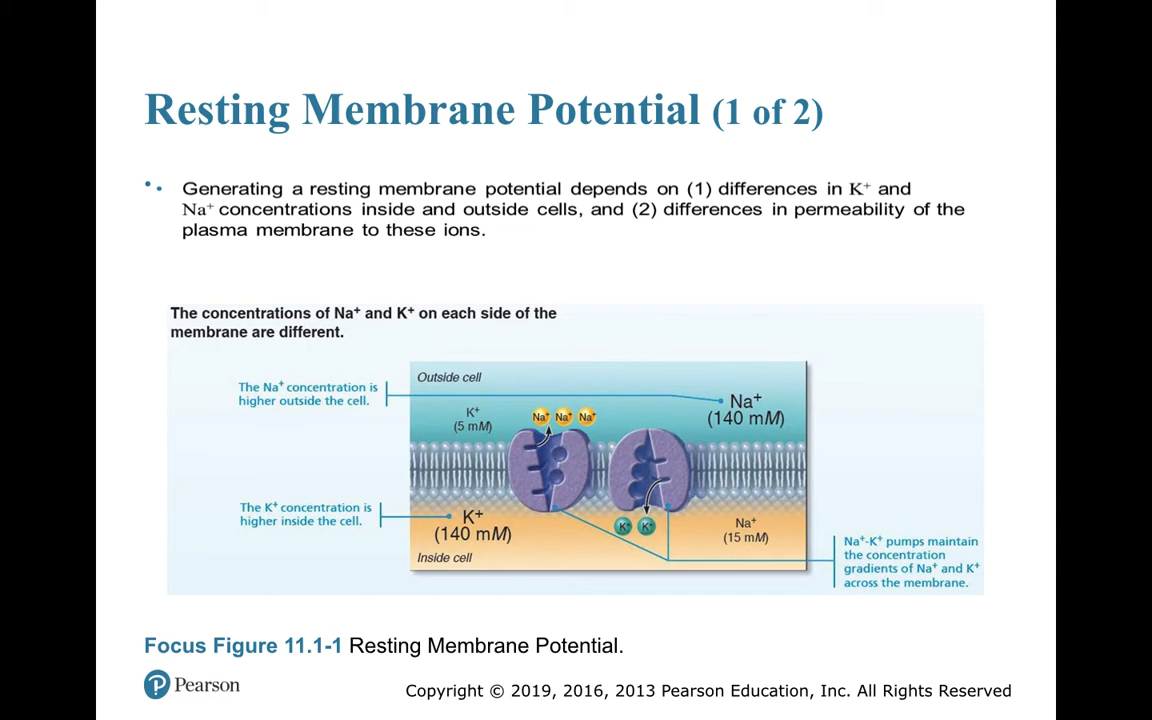 Resting Membrane Potential (1 of 2)
• • Generating a resting membrane potential depends on (1) differences in K⁺ and
Na⁺ concentrations inside and outside cells, and (2) differences in permeability of the
plasma membrane to these ions.
The concentrations of Na⁺ and K⁺ on each side of the
membrane are different.
Outside cell
The Na⁺ concentration is
higher outside the cell.
Na⁺
(140 mM)
K⁺
(5 mM)
Na⁺ Na⁺ Na⁺
The K⁺ concentration is
higher inside the cell.
K⁺
(140 mM)
K⁺ K⁺
Na⁺
(15 mM)
Inside cell
Na⁺-K⁺ pumps maintain
the concentration
gradients of Na⁺ and K⁺
across the membrane.
Focus Figure 11.1-1 Resting Membrane Potential.
P Pearson
Copyright © 2019, 2016, 2013 Pearson Education, Inc. All Rights Reserved